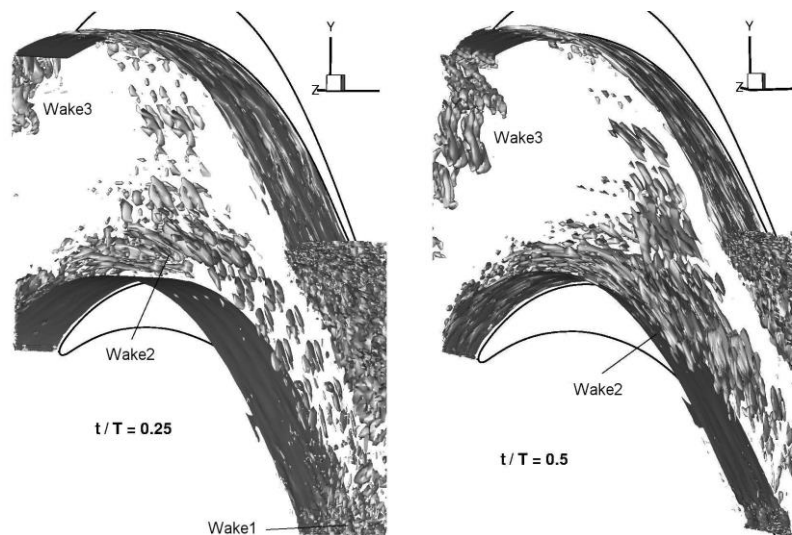 Y
Z
Wake3
Wake2
t / T = 0.25
Wake1
Y
Z
Wake3
Wake2
t / T = 0.5